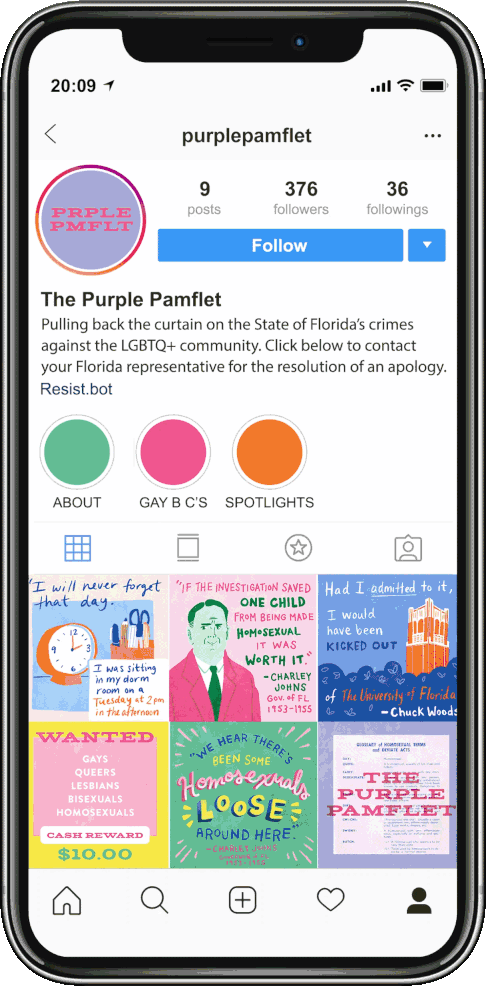 20:09
purplepamflet
PRPLE
PMFLT
9
376
36
posts
followers
followings
Follow
The Purple Pamflet
Pulling back the curtain on the State of Florida's crimes
against the LGBTQ+ community. Click below to contact
your Florida representative for the resolution of an apology.
Resist.bot
ABOUT
GAY B C'S
SPOTLIGHTS
"I will never forget
that day.
12
3
6
9
I was sitting
in my dorm
room on a
Tuesday at 2pm
in the afternoon
"IF THE INVESTIGATION SAVED
ONE CHILD
FROM BEING MADE
HOMOSEXUAL
IT WAS
WORTH IT."
-CHARLEY
JOHNS
GOV. of FL
1953-1955
Had I admitted to it,
I would
have been
KICKED OUT
of The University of Florida
-Chuck Woods
WANTED
GAYS
QUEERS
LESBIANS
BISEXUALS
HOMOSEXUALS
CASH REWARD
$10.00
"WE HEAR THERE'S
BEEN SOME
Homosexuals
LOOSE
AROUND HERE."
-CHARLEY JOHNS
1953-1955
GLOSSARY of HOMOSEXUAL TERMS
and DEVIATE ACTS
THE
PURPLE
PAMFLET